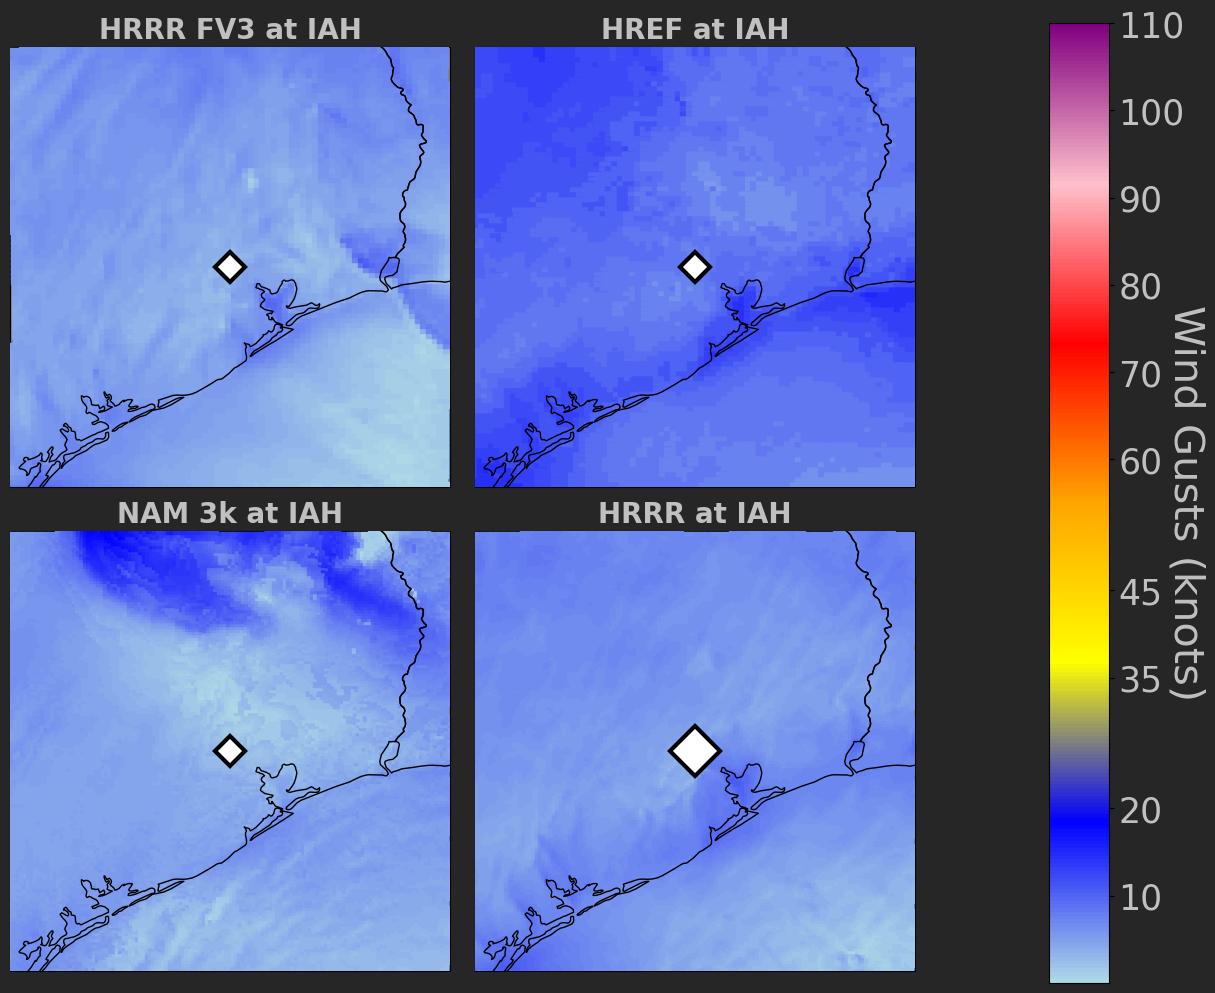 HRRR FV3 at IAH
HREF at IAH
NAM 3k at IAH
HRRR at IAH
110
100
90
80
70
60
45
35
20
10
Wind Gusts (knots)